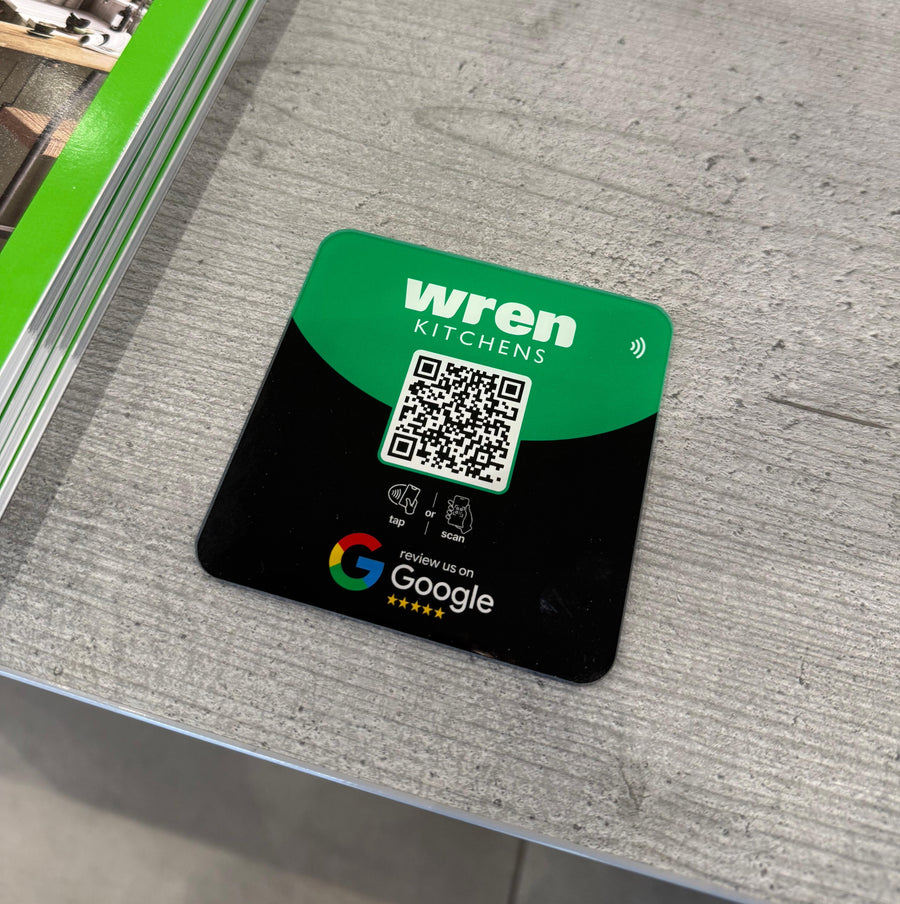 wren
KITCHENS
tap or scan
review us on
Google